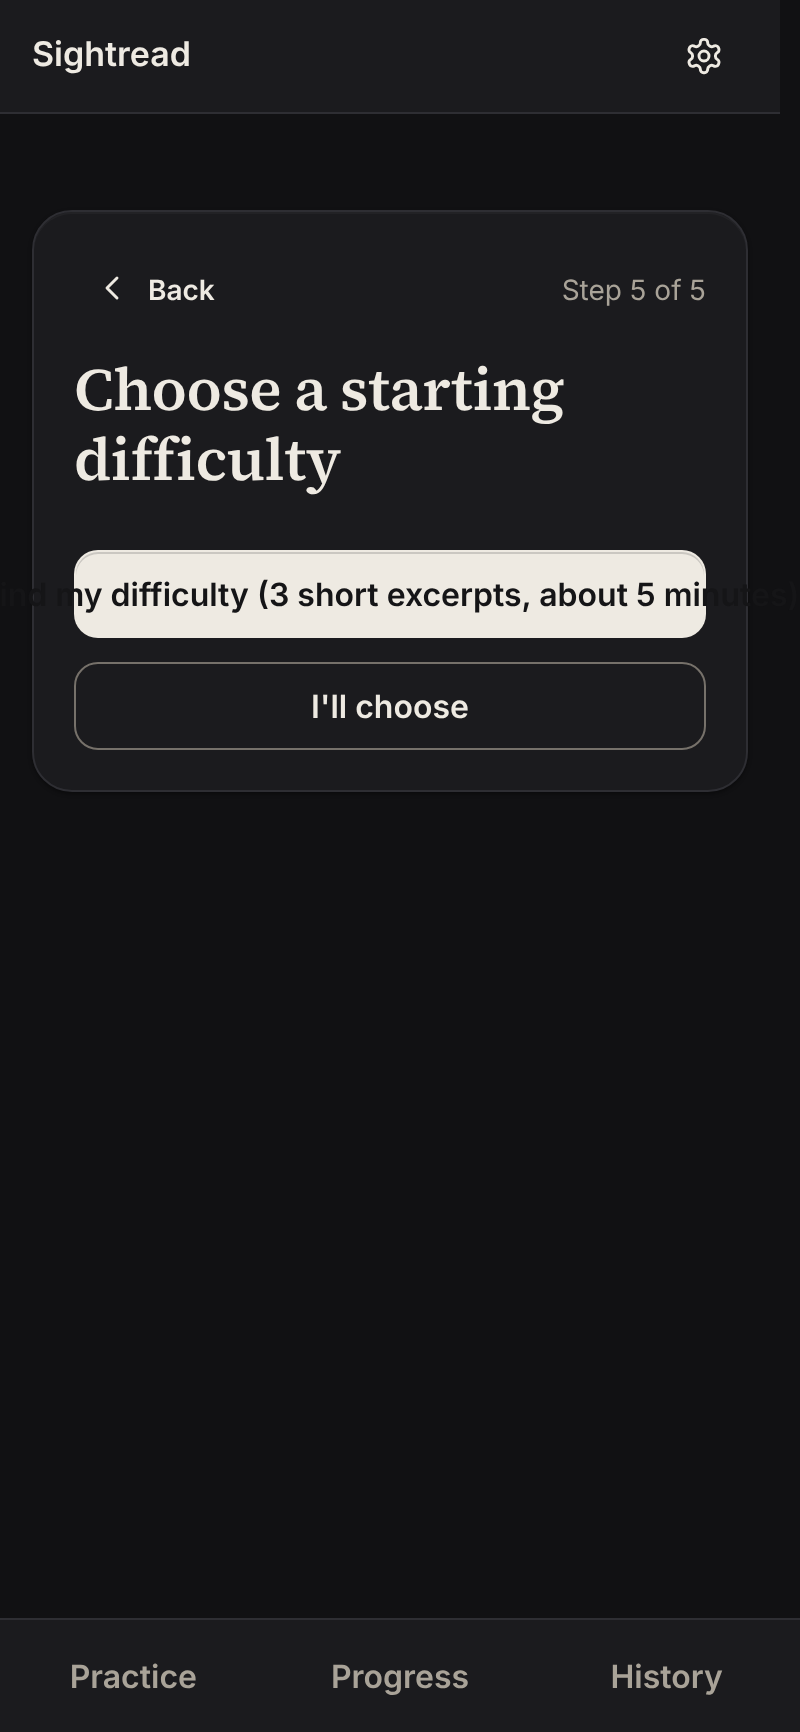 Sightread
Back
Step 5 of 5
Choose a starting
difficulty
ind my difficulty (3 short excerpts, about 5 minutes)
I'll choose
Practice
Progress
History